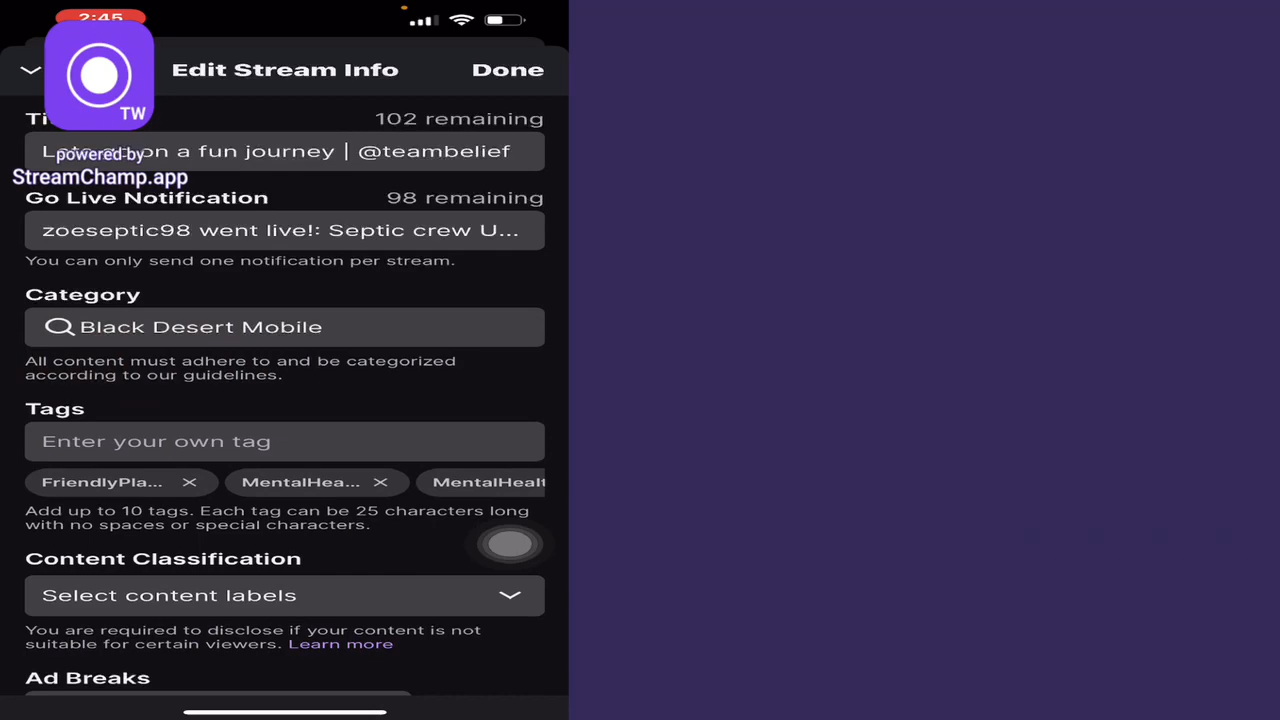 2:45
Edit Stream Info
Done
TW
102 remaining
on a fun journey | @teambelief
powered by
StreamChamp.app
Go Live Notification
98 remaining
zoeseptic98 went live!: Septic crew U...
You can only send one notification per stream.
Category
Black Desert Mobile
All content must adhere to and be categorized
according to our guidelines.
Tags
Enter your own tag
FriendlyPla...
MentalHea...
MentalHealt
Add up to 10 tags. Each tag can be 25 characters long
with no spaces or special characters.
Content Classification
Select content labels
You are required to disclose if your content is not
suitable for certain viewers. Learn more
Ad Breaks